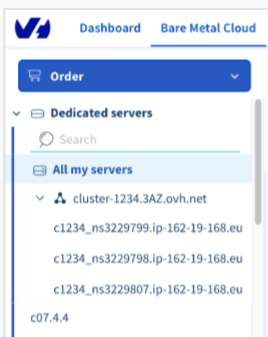 Dashboard Bare Metal Cloud
Order
Dedicated servers
Search
All my servers
cluster-1234.3AZ.ovh.net
c1234_ns3229799.ip-162-19-168.eu
c1234_ns3229798.ip-162-19-168.eu
c1234_ns3229807.ip-162-19-168.eu
c07.4.4